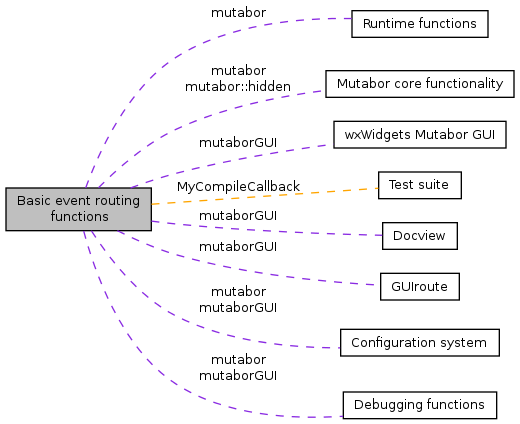 mutabor
Runtime functions
mutabor
mutabor::hidden
Mutabor core functionality
mutaborGUI
wxWidgets Mutabor GUI
MyCompileCallback
Test suite
Basic event routing
functions
mutaborGUI
Docview
mutaborGUI
GUIroute
mutabor
mutaborGUI
Configuration system
mutabor
mutaborGUI
Debugging functions